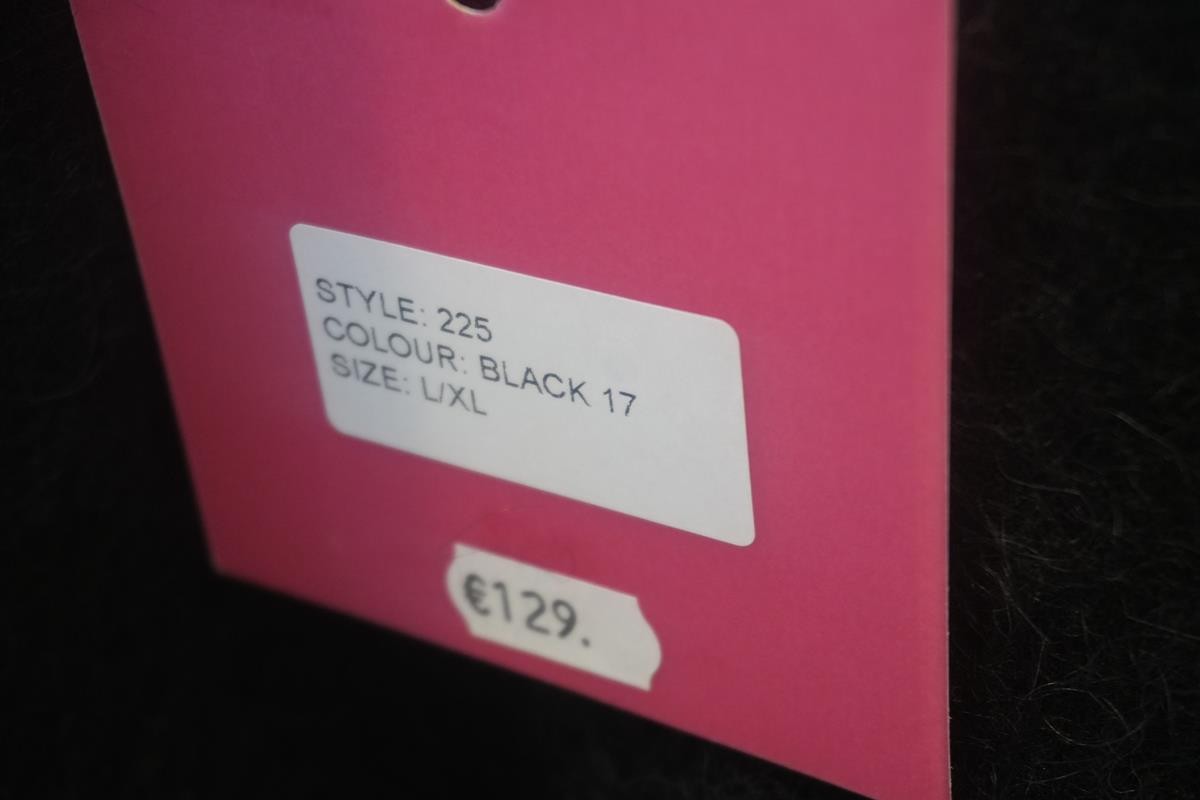 STYLE: 225
COLOUR: BLACK 17
SIZE: L/XL
€129.